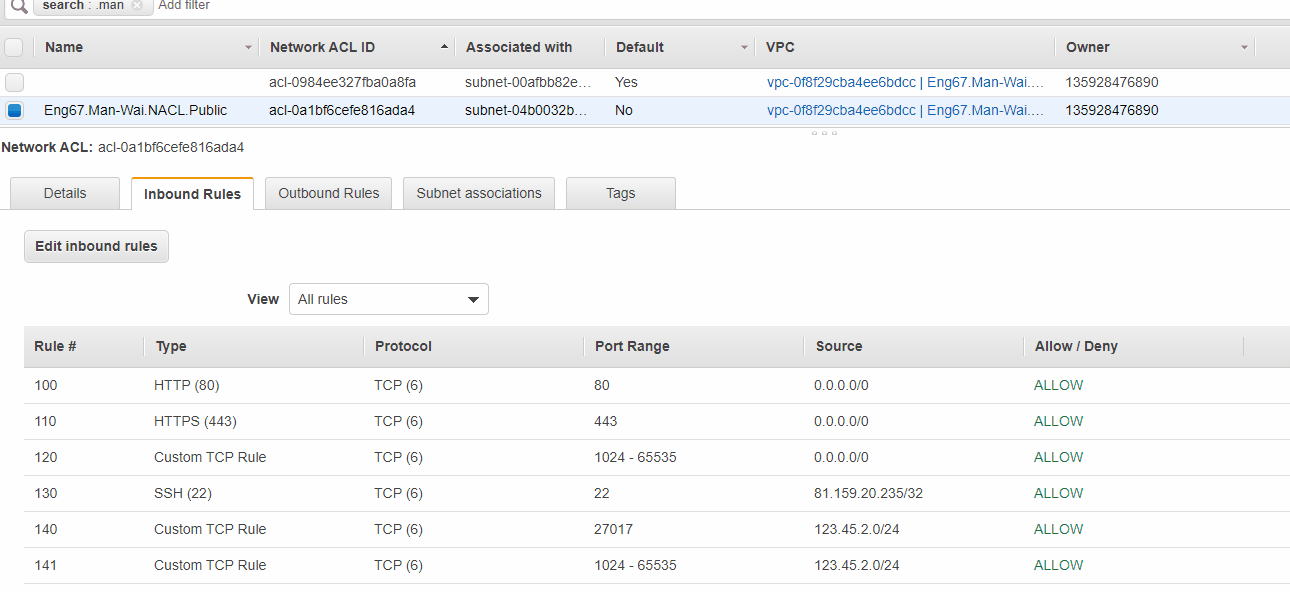 search : .man Add filter
Name Network ACL ID Associated with Default VPC Owner
acl-0984ee327fba0a8fa subnet-00afbb82e… Yes vpc-0f8f29cba4ee6bdcc | Eng67.Man-Wai.… 135928476890
Eng67.Man-Wai.NACL.Public acl-0a1bf6cefe816ada4 subnet-04b0032b… No vpc-0f8f29cba4ee6bdcc | Eng67.Man-Wai.… 135928476890
Network ACL: acl-0a1bf6cefe816ada4
Details Inbound Rules Outbound Rules Subnet associations Tags
Edit inbound rules
View All rules
Rule # Type Protocol Port Range Source Allow / Deny
100 HTTP (80) TCP (6) 80 0.0.0.0/0 ALLOW
110 HTTPS (443) TCP (6) 443 0.0.0.0/0 ALLOW
120 Custom TCP Rule TCP (6) 1024 - 65535 0.0.0.0/0 ALLOW
130 SSH (22) TCP (6) 22 81.159.20.235/32 ALLOW
140 Custom TCP Rule TCP (6) 27017 123.45.2.0/24 ALLOW
141 Custom TCP Rule TCP (6) 1024 - 65535 123.45.2.0/24 ALLOW